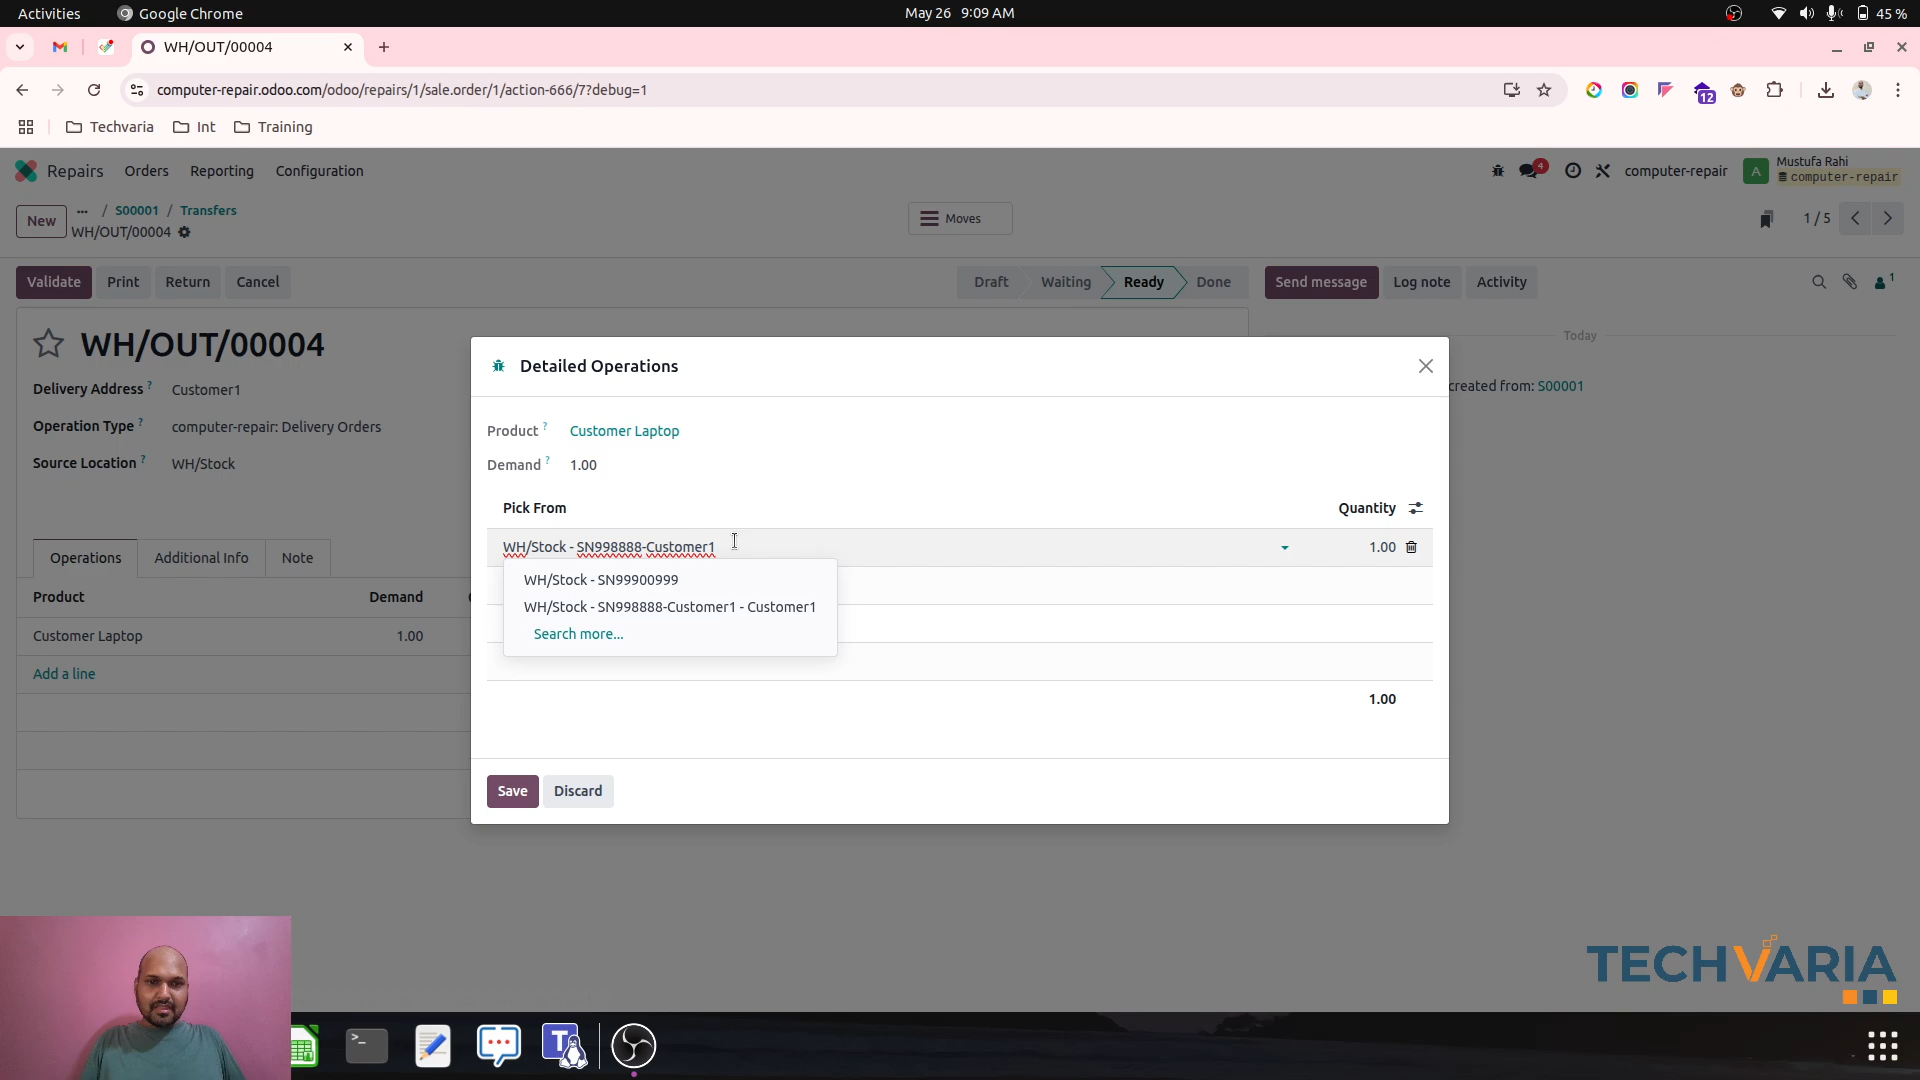 Activities
Google Chrome
May 26 9:09 AM
45 %
WH/OUT/00004
computer-repair.odoo.com/odoo/repairs/1/sale.order/1/action-666/7?debug=1
12
Techvaria
Int
Training
Repairs
Orders
Reporting
Configuration
4
computer-repair
A
Mustufa Rahi
computer-repair
New
... / S00001 / Transfers
WH/OUT/00004
Moves
1 / 5
Validate
Print
Return
Cancel
Draft
Waiting
Ready
Done
Send message
Log note
Activity
1
WH/OUT/00004
Today
Delivery Address ?
Customer1
created from: S00001
Operation Type ?
computer-repair: Delivery Orders
Source Location ?
WH/Stock
Operations
Additional Info
Note
Product
Demand
Customer Laptop
1.00
Add a line
Detailed Operations
Product ?
Customer Laptop
Demand ?
1.00
Pick From
Quantity
WH/Stock - SN998888-Customer1
1.00
WH/Stock - SN99900999
WH/Stock - SN998888-Customer1 - Customer1
Search more...
1.00
Save
Discard
TECHVARIA